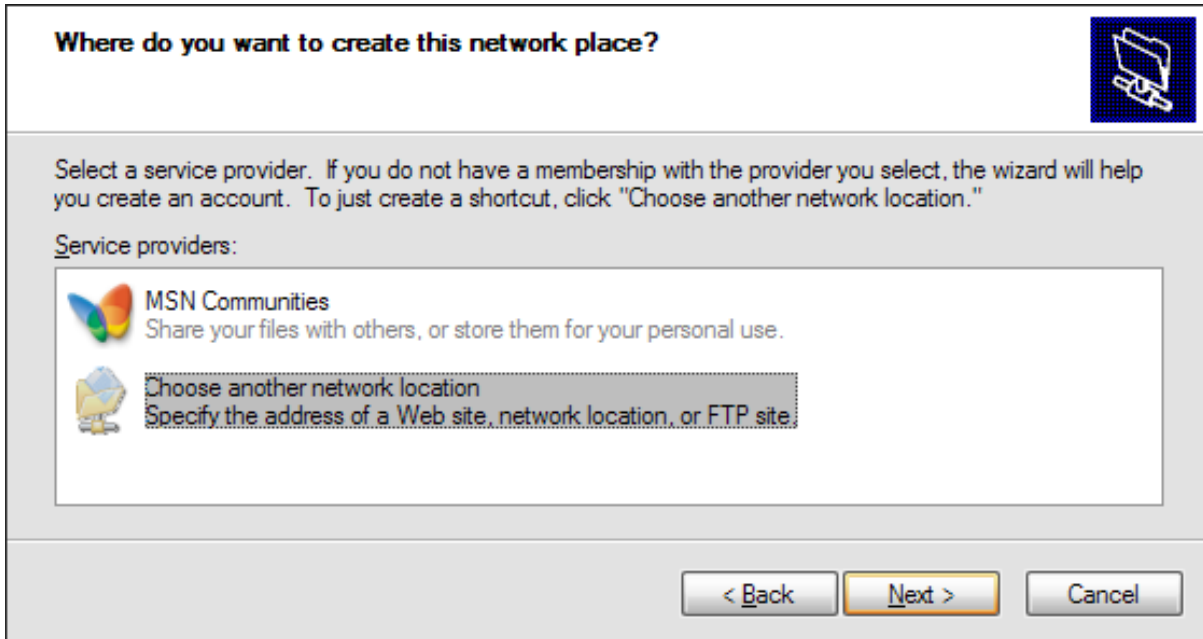 Where do you want to create this network place?
Select a service provider.  If you do not have a membership with the provider you select, the wizard will help
you create an account.  To just create a shortcut, click "Choose another network location."
Service providers:
MSN Communities
Share your files with others, or store them for your personal use.
Choose another network location
Specify the address of a Web site, network location, or FTP site.
< Back
Next >
Cancel